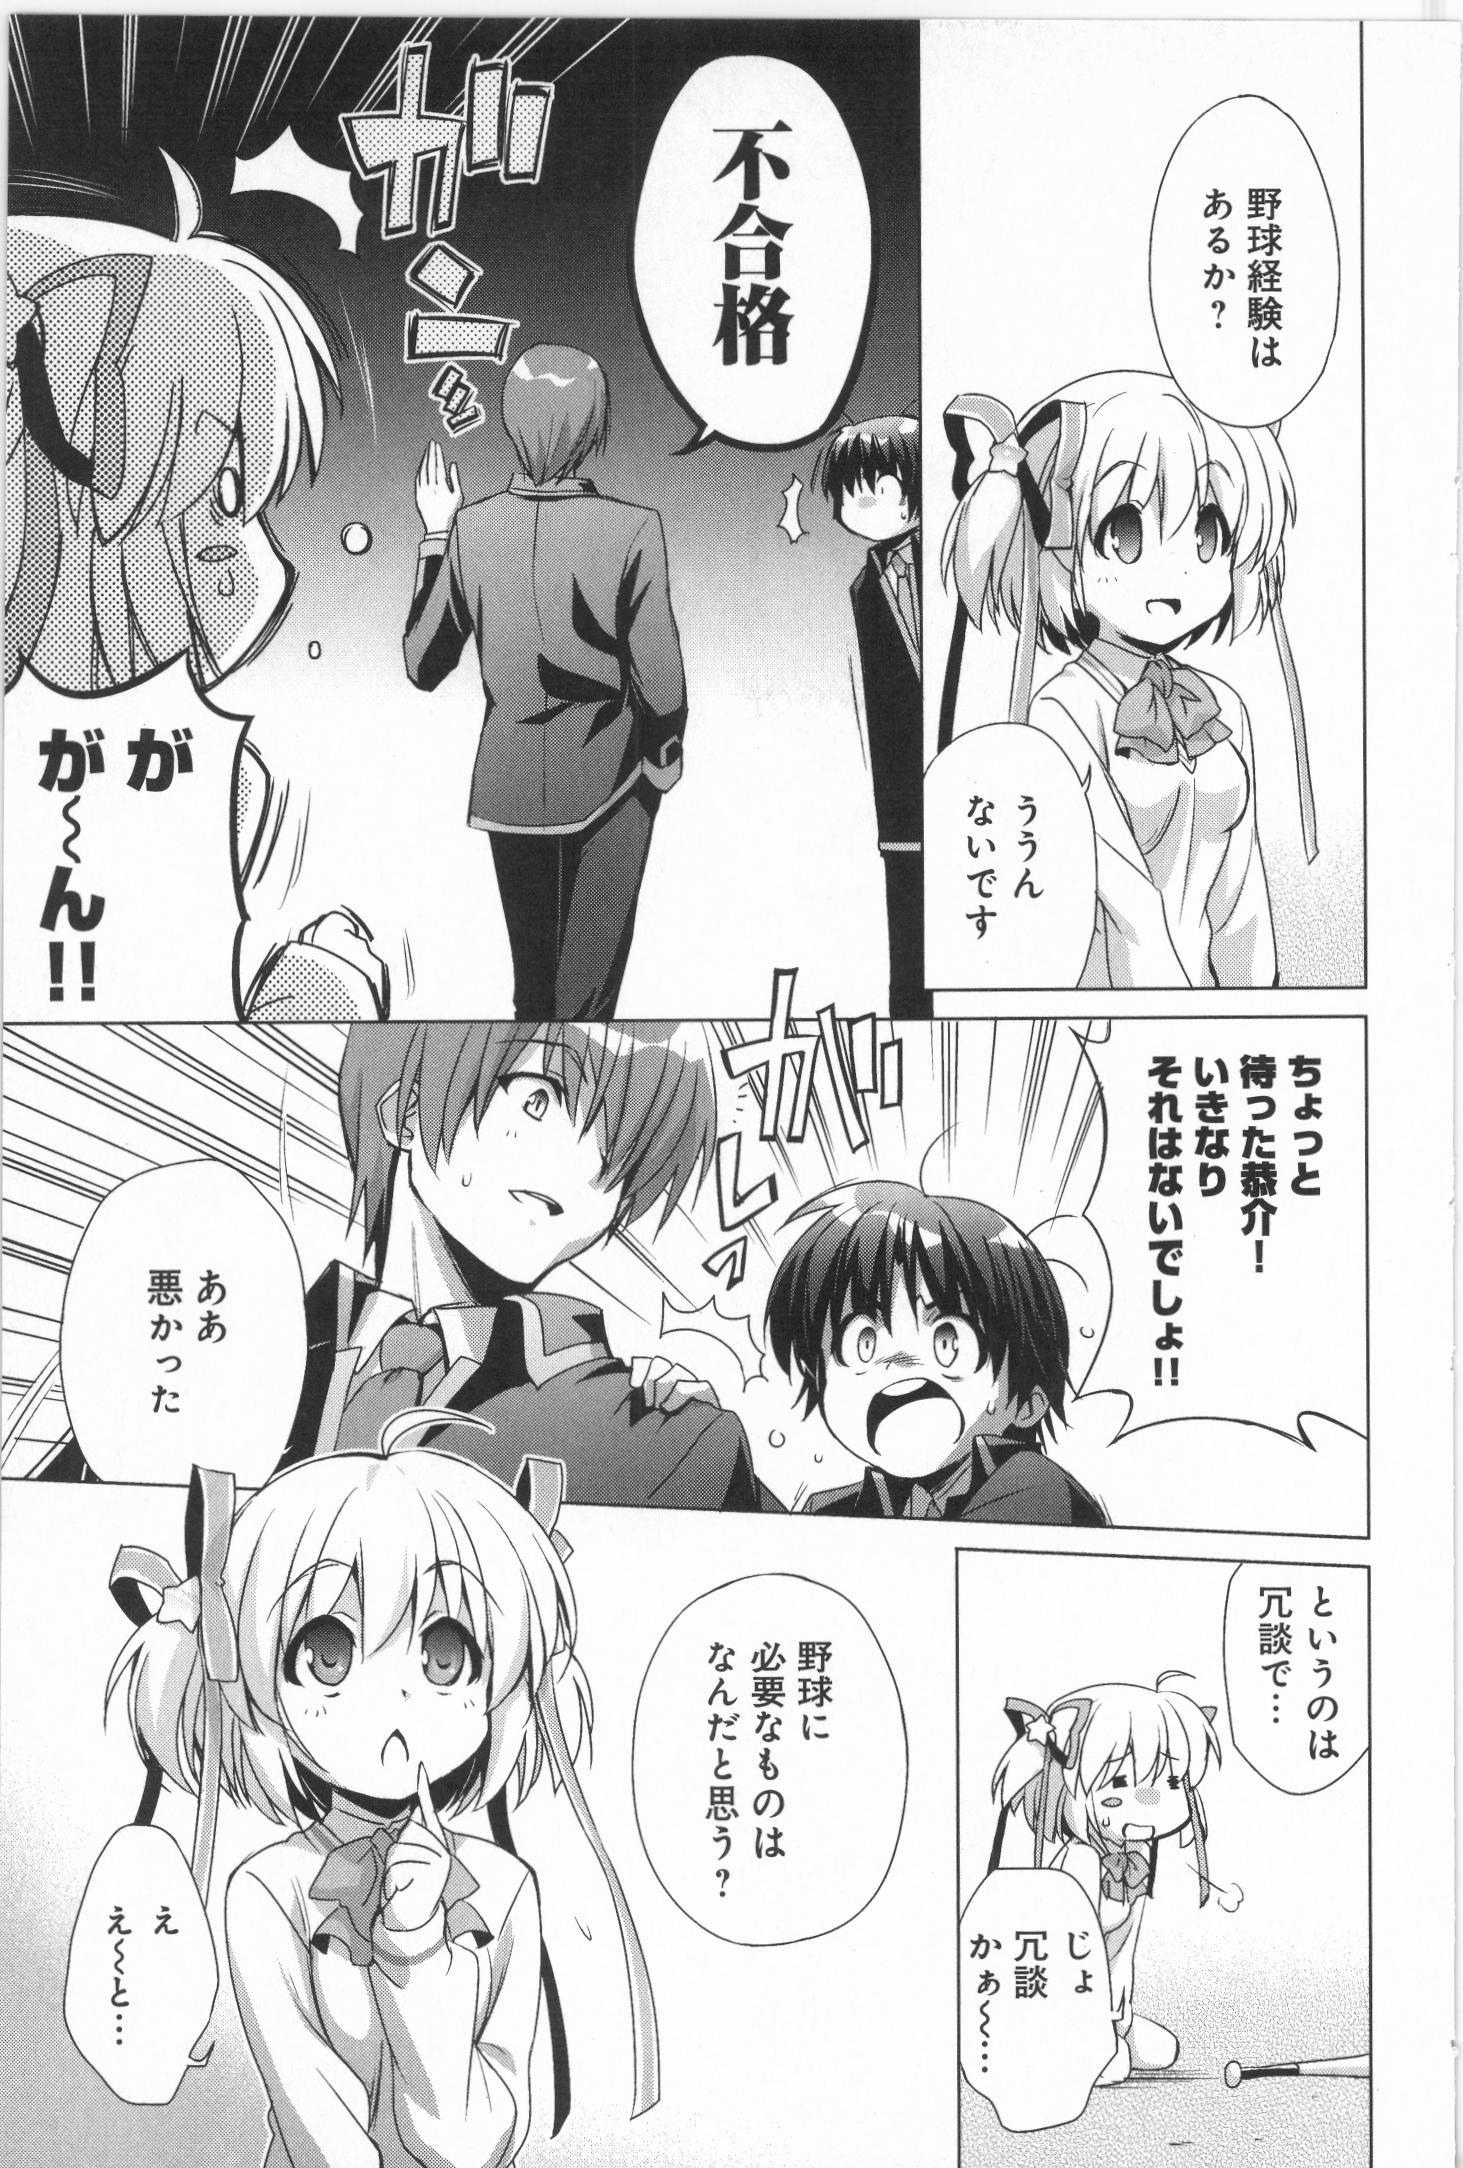 野球経験は
あるか？
ううん
ないです
不合格
ガガーン
が
が～ん!!
ちょっと
待った恭介！
いきなり
それはないでしょ!!
ガシッ
ああ
悪かった
というのは
冗談で…
じょ
冗談
かぁ～…
野球に
必要なものは
なんだと思う？
え
え～と…